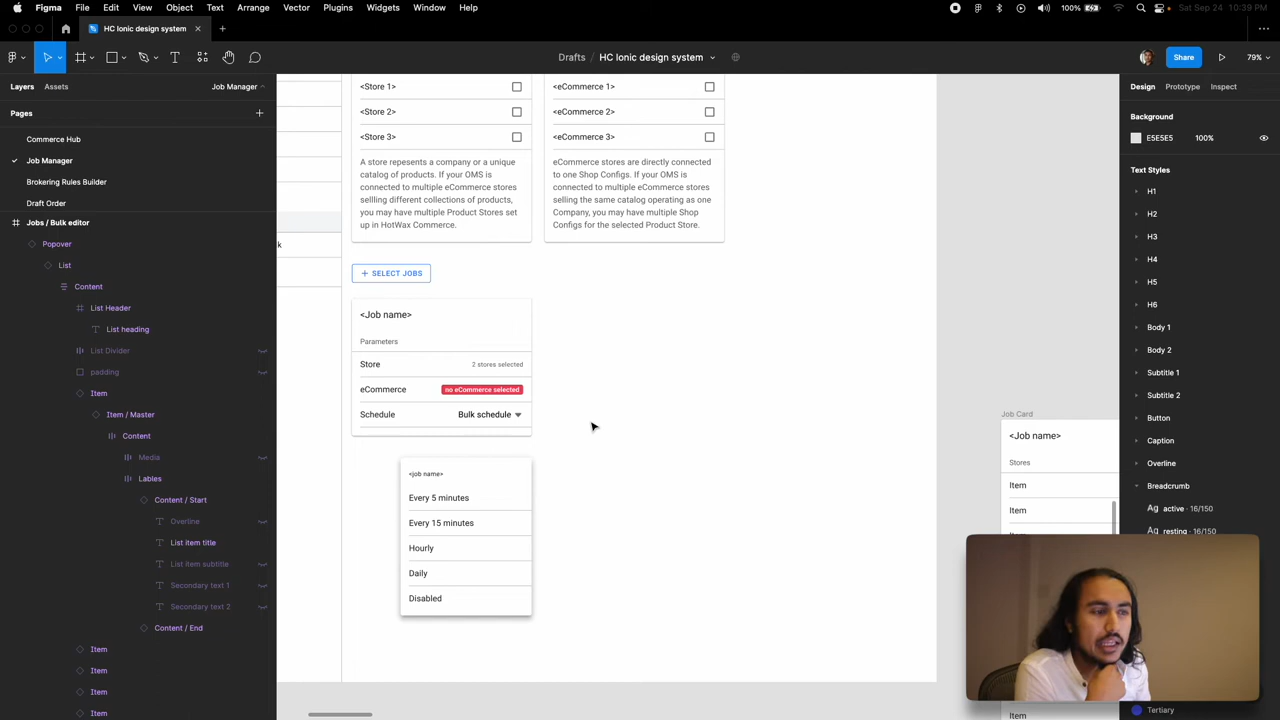 Figma File Edit View Object Text Arrange Vector Plugins Widgets Window Help
100% Sat Sep 24 10:39 PM
HC Ionic design system
Drafts / HC Ionic design system
Share
79%
Layers Assets Job Manager
Pages
Commerce Hub
Job Manager
Brokering Rules Builder
Draft Order
Jobs / Bulk editor
Popover
List
Content
List Header
List heading
List Divider
padding
Item
Item / Master
Content
Media
Lables
Content / Start
Overline
List item title
List item subtitle
Secondary text 1
Secondary text 2
Content / End
Item
Item
Item
Item
k
<Store 1>
<Store 2>
<Store 3>
A store repesents a company or a unique
catalog of products. If your OMS is
connected to multiple eCommerce stores
sellling different collections of products,
you may have multiple Product Stores set
up in HotWax Commerce.
<eCommerce 1>
<eCommerce 2>
<eCommerce 3>
eCommerce stores are directly connected
to one Shop Configs. If your OMS is
connected to multiple eCommerce stores
selling the same catalog operating as one
Company, you may have multiple Shop
Configs for the selected Product Store.
+ SELECT JOBS
<Job name>
Parameters
Store 2 stores selected
eCommerce no eCommerce selected
Schedule Bulk schedule
<job name>
Every 5 minutes
Every 15 minutes
Hourly
Daily
Disabled
Job Card
<Job name>
Stores
Item
Item
Item
Design Prototype Inspect
Background
E5E5E5 100%
Text Styles
H1
H2
H3
H4
H5
H6
Body 1
Body 2
Subtitle 1
Subtitle 2
Button
Caption
Overline
Breadcrumb
Ag active · 16/150
Ag resting · 16/150
Tertiary